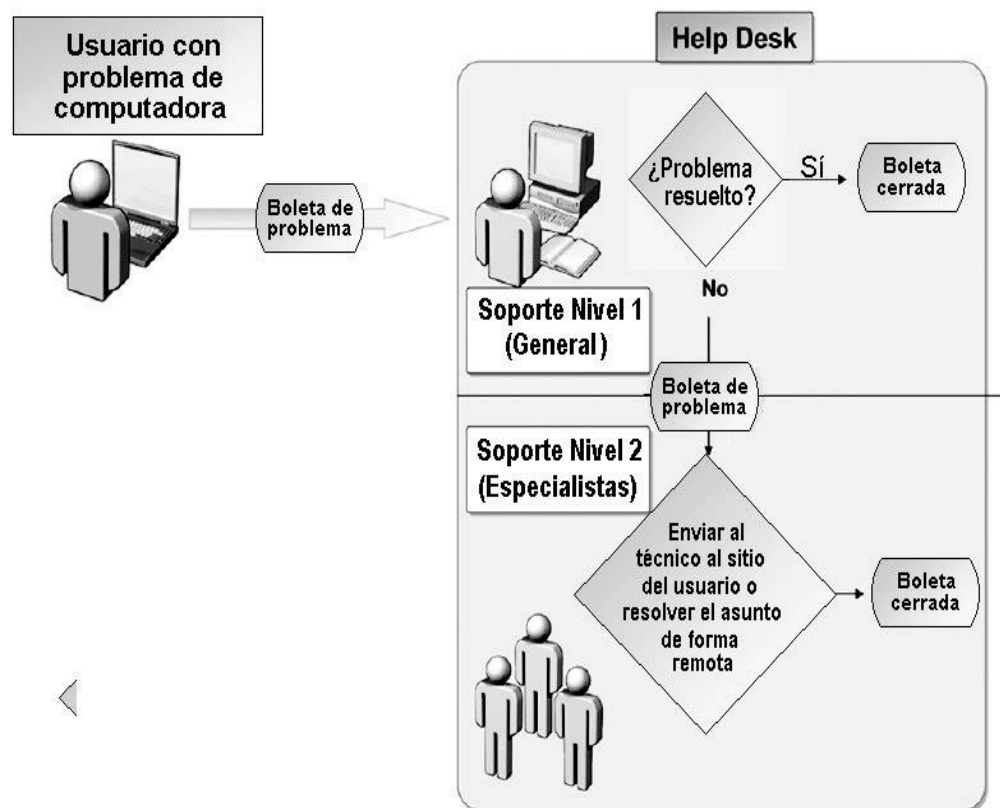 Usuario con
problema de
computadora
Help Desk
Boleta de
problema
¿Problema
resuelto?
Sí
Boleta
cerrada
No
Soporte Nivel 1
(General)
Boleta de
problema
Soporte Nivel 2
(Especialistas)
Enviar al
técnico al sitio
del usuario o
resolver el asunto
de forma
remota
Boleta
cerrada